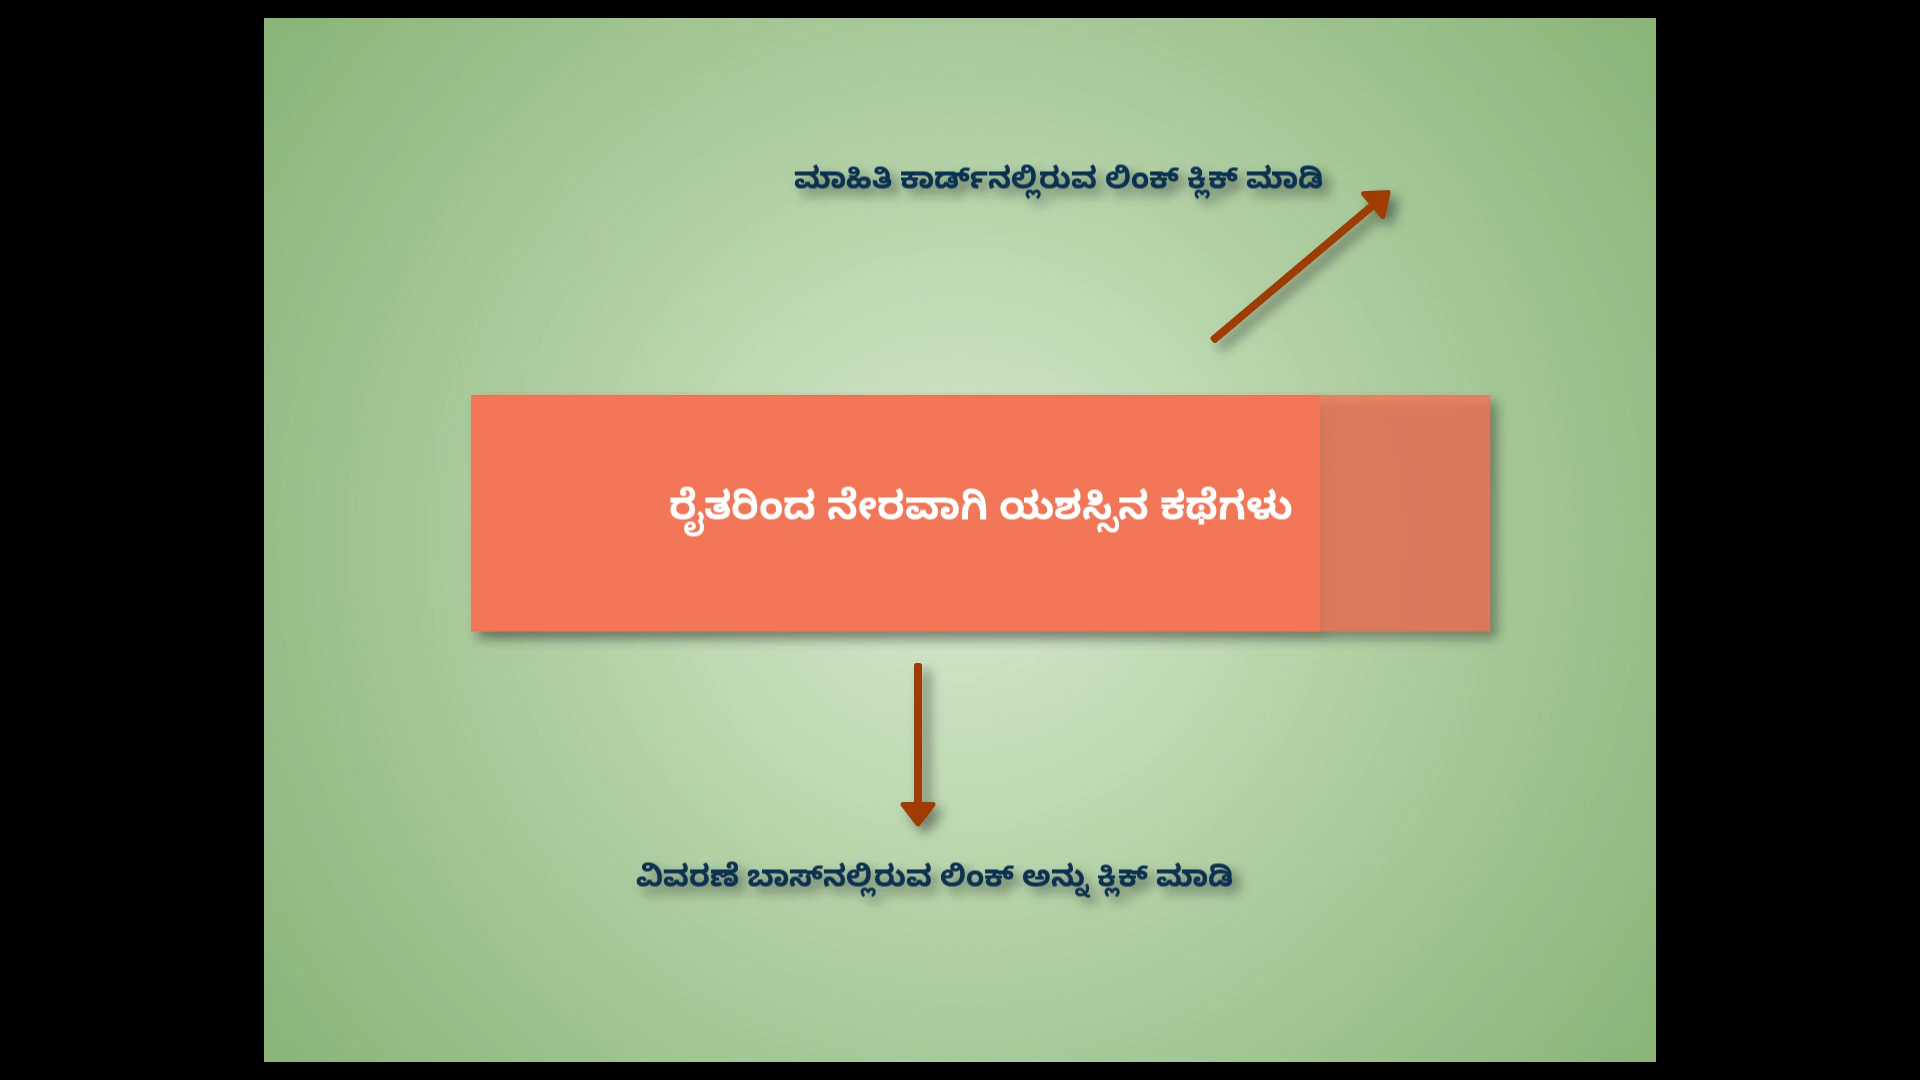 ಮಾಹಿತಿ ಕಾರ್ಡ್‌ನಲ್ಲಿರುವ ಲಿಂಕ್ ಕ್ಲಿಕ್ ಮಾಡಿ
ರೈತರಿಂದ ನೇರವಾಗಿ ಯಶಸ್ಸಿನ ಕಥೆಗಳು
ವಿವರಣೆ ಬಾಸ್‌ನಲ್ಲಿರುವ ಲಿಂಕ್ ಅನ್ನು ಕ್ಲಿಕ್ ಮಾಡಿ